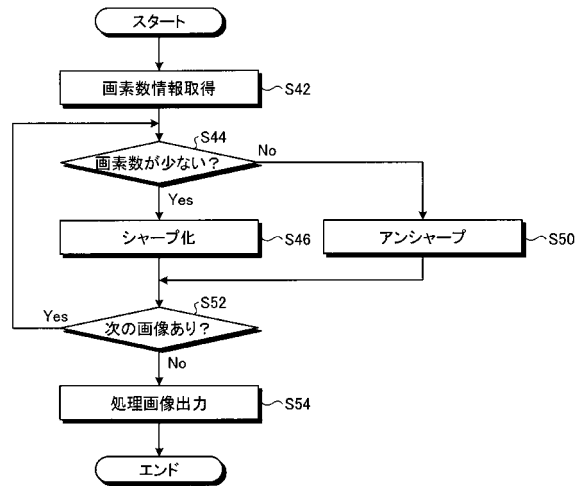 スタート
画素数情報取得
S42
S44
画素数が少ない？
No
Yes
シャープ化
S46
アンシャープ
S50
S52
Yes
次の画像あり？
No
処理画像出力
S54
エンド